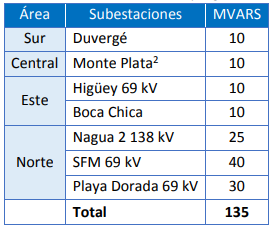 Área Subestaciones MVARS
Sur Duvergé 10
Central Monte Plata² 10
Este Higüey 69 kV 10
Boca Chica 10
Norte Nagua 2 138 kV 25
SFM 69 kV 40
Playa Dorada 69 kV 30
Total 135